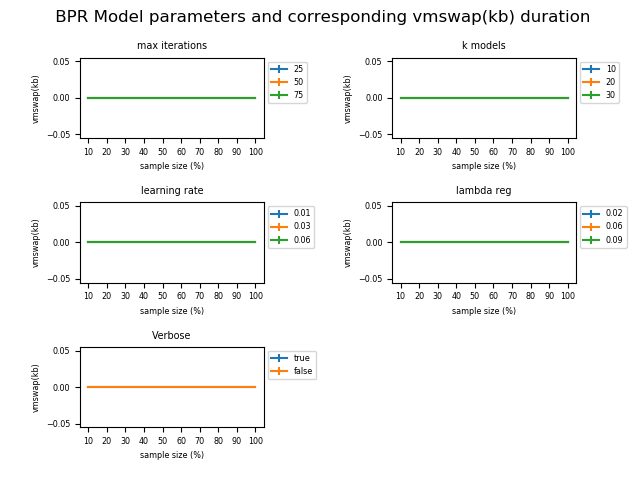 BPR Model parameters and corresponding vmswap(kb) duration
max iterations
0.05
0.00
−0.05
vmswap(kb)
10 20 30 40 50 60 70 80 90 100
sample size (%)
25
50
75
k models
0.05
0.00
−0.05
vmswap(kb)
10 20 30 40 50 60 70 80 90 100
sample size (%)
10
20
30
learning rate
0.05
0.00
−0.05
vmswap(kb)
10 20 30 40 50 60 70 80 90 100
sample size (%)
0.01
0.03
0.06
lambda reg
0.05
0.00
−0.05
vmswap(kb)
10 20 30 40 50 60 70 80 90 100
sample size (%)
0.02
0.06
0.09
Verbose
0.05
0.00
−0.05
vmswap(kb)
10 20 30 40 50 60 70 80 90 100
sample size (%)
true
false